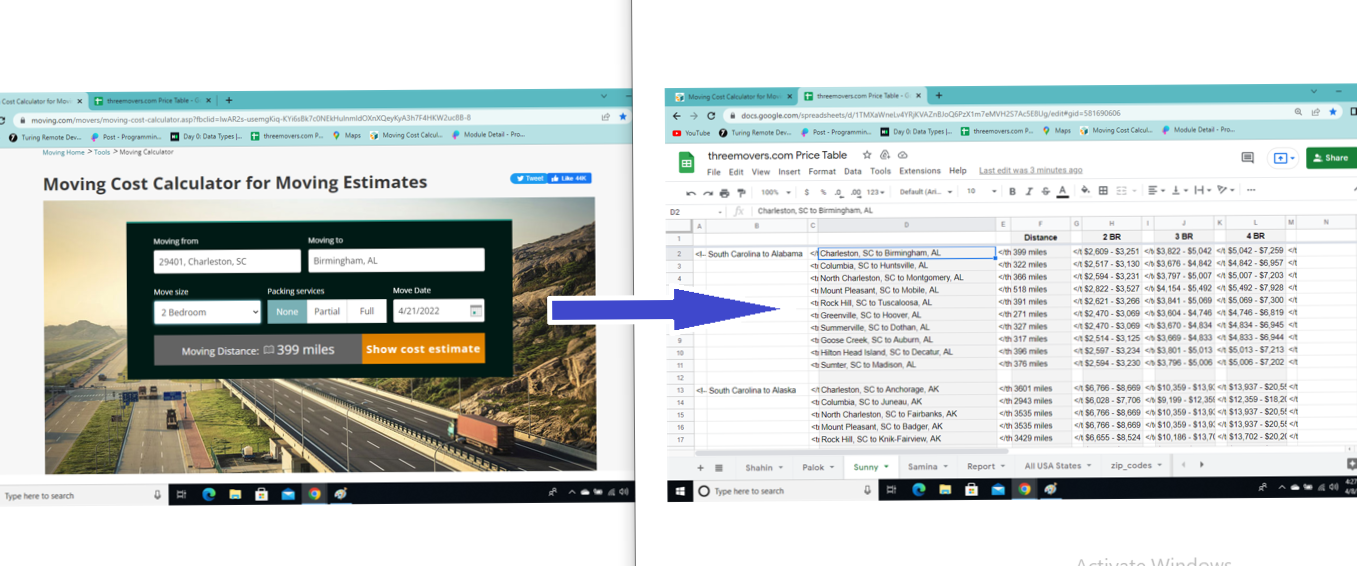 Cost Calculator for Mov
threemovers.com Price Table - G
moving.com/movers/moving-cost-calculator.asp?fbclid=
Turing Remote Dev...
Post - Programmin...
Day 0: Data Types |...
threemovers.com P...
Maps
Moving Cost Calcul...
Module Detail - Pro...
Moving Home > Tools > Moving Calculator
Moving Cost Calculator for Moving Estimates
Tweet
Like 44K
Moving from
Moving to
29401, Charleston, SC
Birmingham, AL
Move size
Packing services
Move Date
2 Bedroom
None
Partial
Full
4/21/2022
Moving Distance: 399 miles
Show cost estimate
Type here to search
Moving Cost Calculator for Mov
threemovers.com Price Table - G
docs.google.com/spreadsheets/d/
YouTube
Turing Remote Dev...
Post - Programmin...
Day 0: Data Types |...
threemovers.com P...
Maps
Moving Cost Calcul...
Module Detail - Pro...
threemovers.com Price Table
File Edit View Insert Format Data Tools Extensions Help Last edit was 3 minutes ago
Share
100% $ % .0 .00 123 Default (Ari... 10 B I S A
D2 fx Charleston, SC to Birmingham, AL
A B C D E F G H I J K L M N
1 Distance 2 BR 3 BR 4 BR
2 <!-- South Carolina to Alabama </ Charleston, SC to Birmingham, AL </th 399 miles </t $2,609 - $3,251 </t $3,822 - $5,042 </t $5,042 - $7,259 </t
3 <t Columbia, SC to Huntsville, AL </th 322 miles </t $2,517 - $3,130 </t $3,676 - $4,842 </t $4,842 - $6,957 </t
<t North Charleston, SC to Montgomery, AL </th 366 miles </t $2,594 - $3,231 </t $3,797 - $5,007 </t $5,007 - $7,203 </t
<t Mount Pleasant, SC to Mobile, AL </th 518 miles </t $2,822 - $3,527 </t $4,154 - $5,492 </t $5,492 - $7,928 </t
<t Rock Hill, SC to Tuscaloosa, AL </th 391 miles </t $2,621 - $3,266 </t $3,841 - $5,069 </t $5,069 - $7,300 </t
<t Greenville, SC to Hoover, AL </th 271 miles </t $2,470 - $3,069 </t $3,604 - $4,746 </t $4,746 - $6,819 </t
<t Summerville, SC to Dothan, AL </th 327 miles </t $2,470 - $3,069 </t $3,670 - $4,834 </t $4,834 - $6,945 </t
9 <t Goose Creek, SC to Auburn, AL </th 317 miles </t $2,514 - $3,125 </t $3,669 - $4,833 </t $4,833 - $6,944 </t
10 <t Hilton Head Island, SC to Decatur, AL </th 396 miles </t $2,597 - $3,234 </t $3,801 - $5,013 </t $5,013 - $7,213 </t
11 <t Sumter, SC to Madison, AL </th 376 miles </t $2,594 - $3,230 </t $3,796 - $5,006 </t $5,006 - $7,202 </t
12
13 <!-- South Carolina to Alaska </ Charleston, SC to Anchorage, AK </th 3601 miles </t $6,766 - $8,669 </t $10,359 - $13,9 </t $13,937 - $20,5 </t
14 <t Columbia, SC to Juneau, AK </th 2943 miles </t $6,028 - $7,706 </t $9,199 - $12,35 </t $12,359 - $18,2 </t
15 <t North Charleston, SC to Fairbanks, AK </th 3535 miles </t $6,766 - $8,669 </t $10,359 - $13,9 </t $13,937 - $20,5 </t
16 <t Mount Pleasant, SC to Badger, AK </th 3535 miles </t $6,766 - $8,669 </t $10,359 - $13,9 </t $13,937 - $20,5 </t
17 <t Rock Hill, SC to Knik-Fairview, AK </th 3429 miles </t $6,655 - $8,524 </t $10,186 - $13,7 </t $13,702 - $20,2 </t
Shahin Palok Sunny Samina Report All USA States zip_codes
Type here to search
4:27
Activate Windows